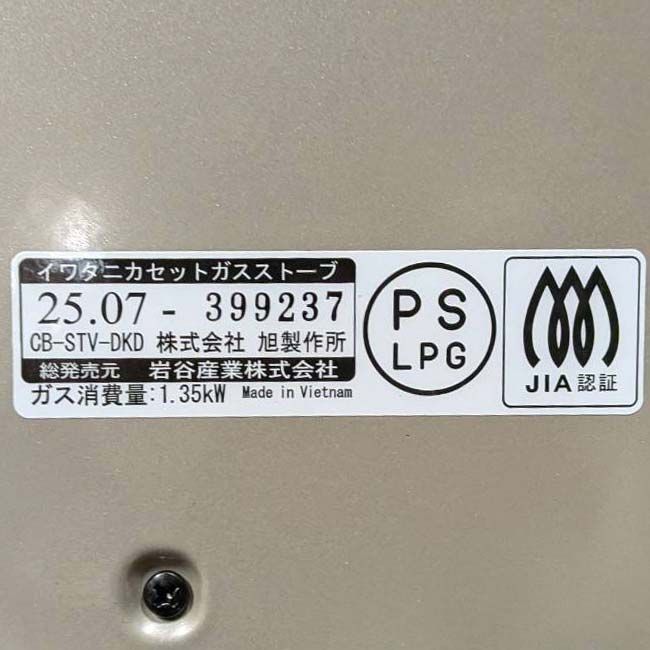 イワタニカセットガスストーブ
25.07 - 399237
CB-STV-DKD 株式会社 旭製作所
総発売元 岩谷産業株式会社
ガス消費量:1.35kW Made in Vietnam
PS
LPG
JIA 認証